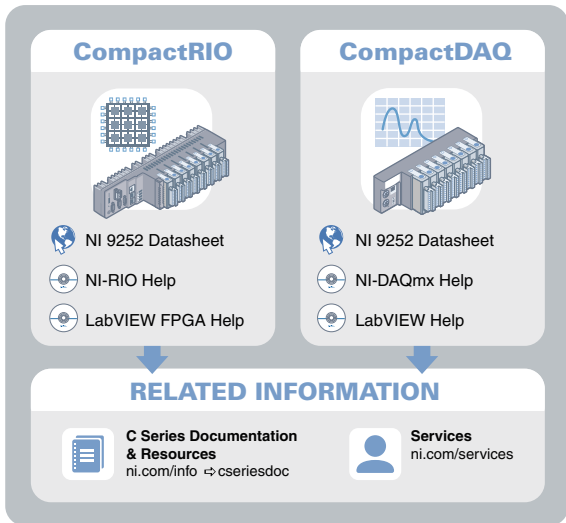 CompactRIO
NI 9252 Datasheet
NI-RIO Help
LabVIEW FPGA Help
CompactDAQ
NI 9252 Datasheet
NI-DAQmx Help
LabVIEW Help
RELATED INFORMATION
C Series Documentation
& Resources
ni.com/info ⇨ cseriesdoc
Services
ni.com/services